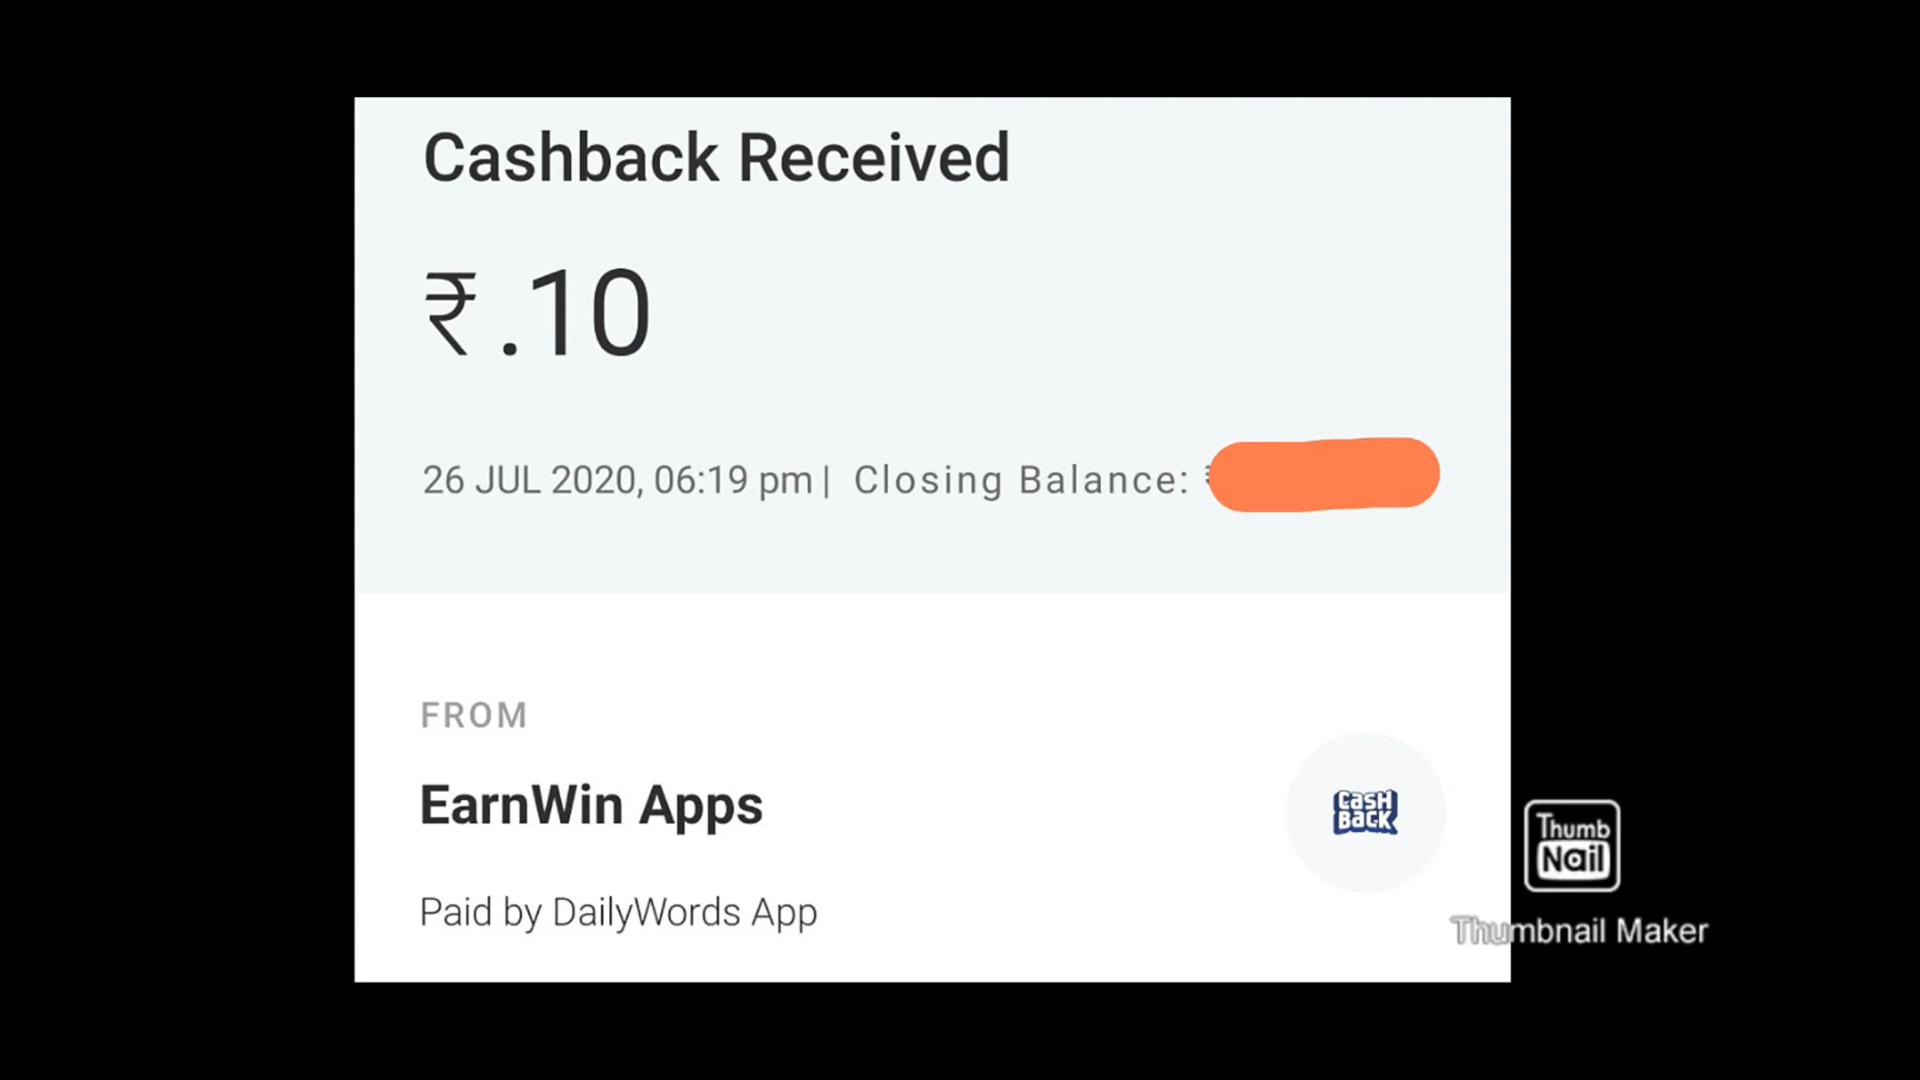 Cashback Received
₹ .10
26 JUL 2020, 06:19 pm | Closing Balance:
FROM
EarnWin Apps
CASH
BACK
Paid by DailyWords App
Thumb
Nail
Thumbnail Maker